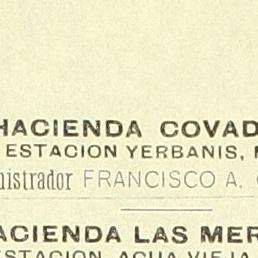 HACIENDA COVAD
ESTACION YERBANIS,
nistrador FRANCISCO A.
ACIENDA LAS MER
ESTACION, AGUA VIEJA